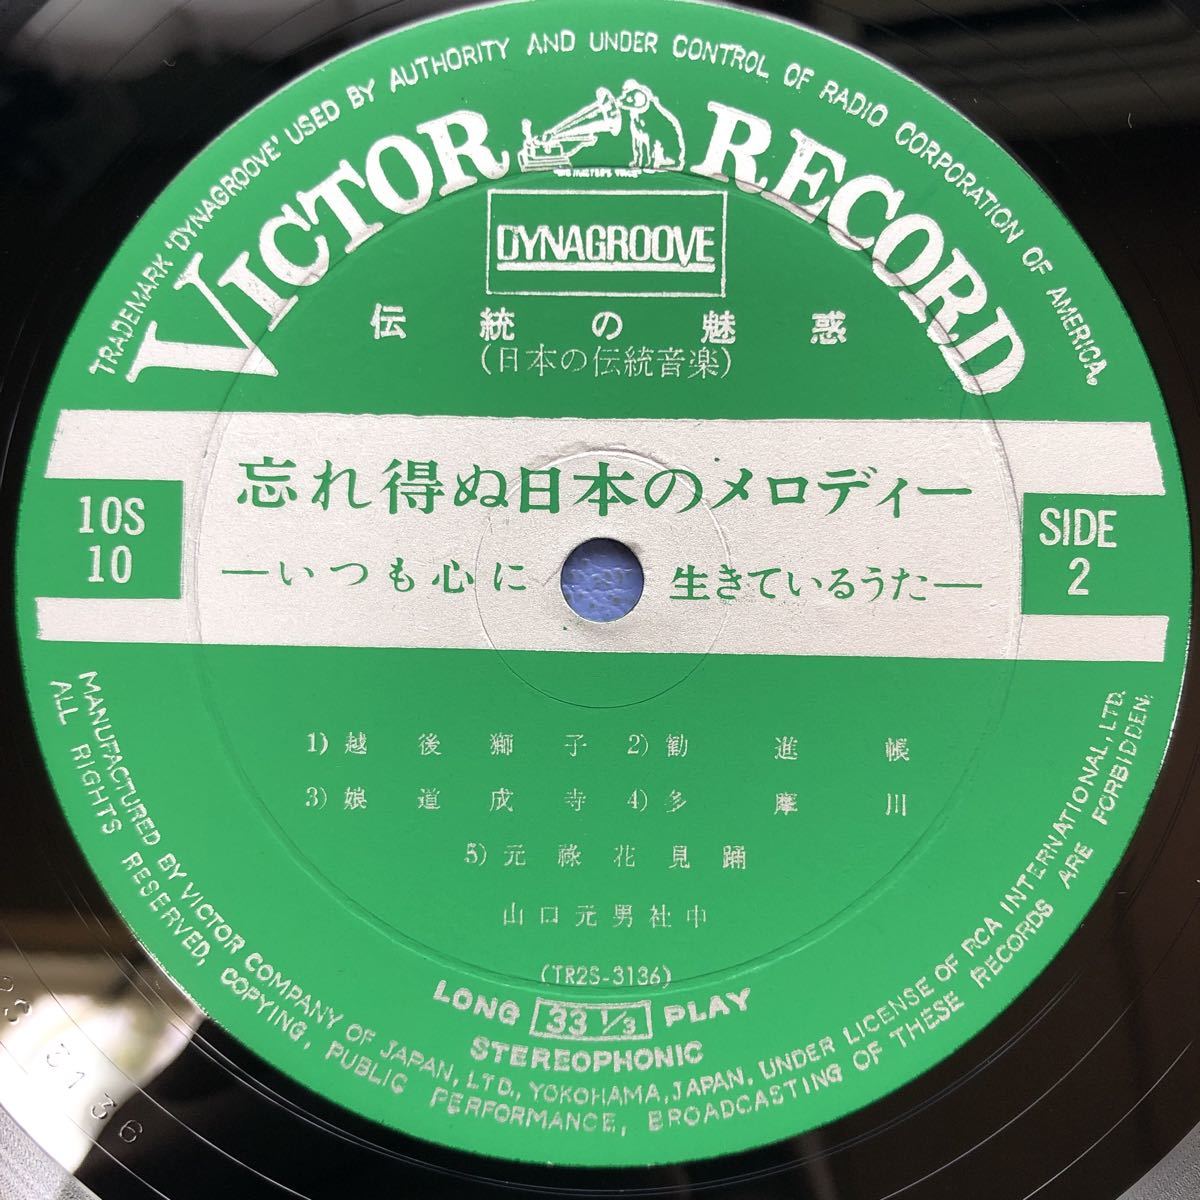 TRADEMARK 'DYNAGROOVE' USED BY AUTHORITY AND UNDER CONTROL OF RADIO CORPORATION OF AMERICA.
VICTOR RECORD
"HIS MASTER'S VOICE"
DYNAGROOVE
伝統の魅惑
(日本の伝統音楽)
忘れ得ぬ日本のメロディー
10S
10
SIDE
2
—いつも心に 生きているうた—
1) 越後獅子 2) 勧進帳
3) 娘道成寺 4) 多摩川
5) 元禄花見踊
山口元男社中
(TR2S-3136)
LONG 33 1/3 PLAY
STEREOPHONIC
MANUFACTURED BY VICTOR COMPANY OF JAPAN, LTD., YOKOHAMA, JAPAN, UNDER LICENSE OF RCA INTERNATIONAL, LTD.
ALL RIGHTS RESERVED, COPYING, PUBLIC PERFORMANCE, BROADCASTING OF THESE RECORDS ARE FORBIDDEN.
3136